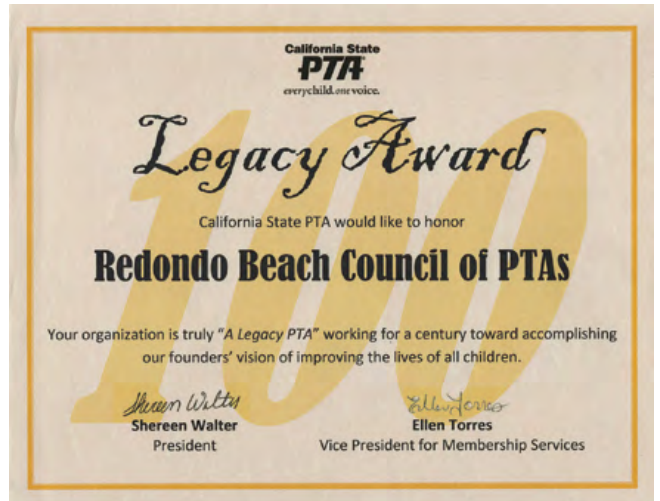 California State
PTA
everychild.onevoice.
100
Legacy Award
California State PTA would like to honor
Redondo Beach Council of PTAs
Your organization is truly "A Legacy PTA" working for a century toward accomplishing
our founders' vision of improving the lives of all children.
Shereen Walter
Ellen Torres
Shereen Walter
Ellen Torres
President
Vice President for Membership Services